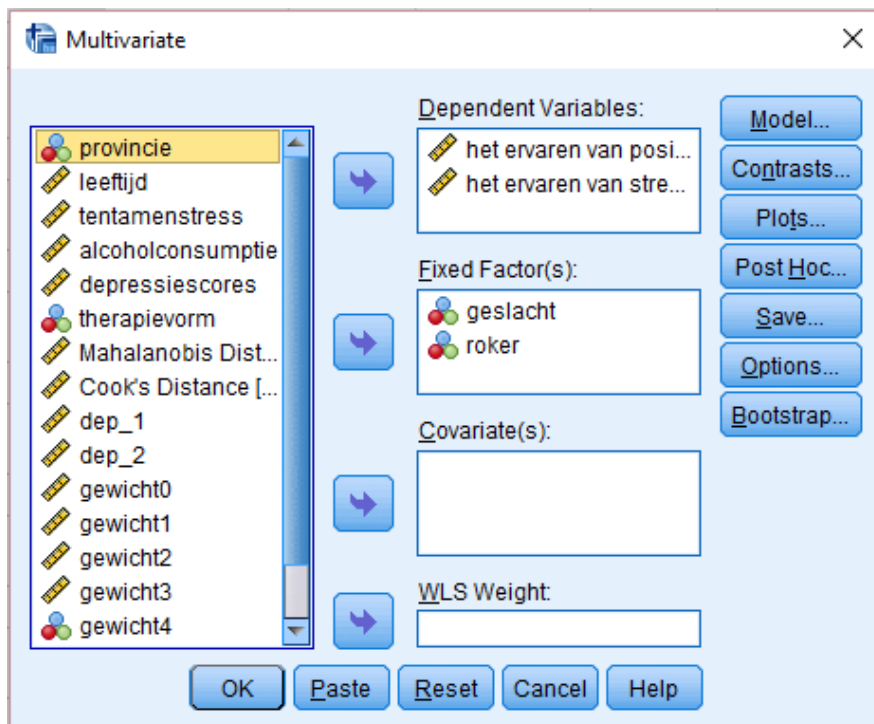 Multivariate
provincie
leeftijd
tentamenstress
alcoholconsumptie
depressiescores
therapievorm
Mahalanobis Dist...
Cook's Distance [...
dep_1
dep_2
gewicht0
gewicht1
gewicht2
gewicht3
gewicht4
Dependent Variables:
het ervaren van posi...
het ervaren van stre...
Fixed Factor(s):
geslacht
roker
Covariate(s):
WLS Weight:
Model...
Contrasts...
Plots...
Post Hoc...
Save...
Options...
Bootstrap...
OK Paste Reset Cancel Help